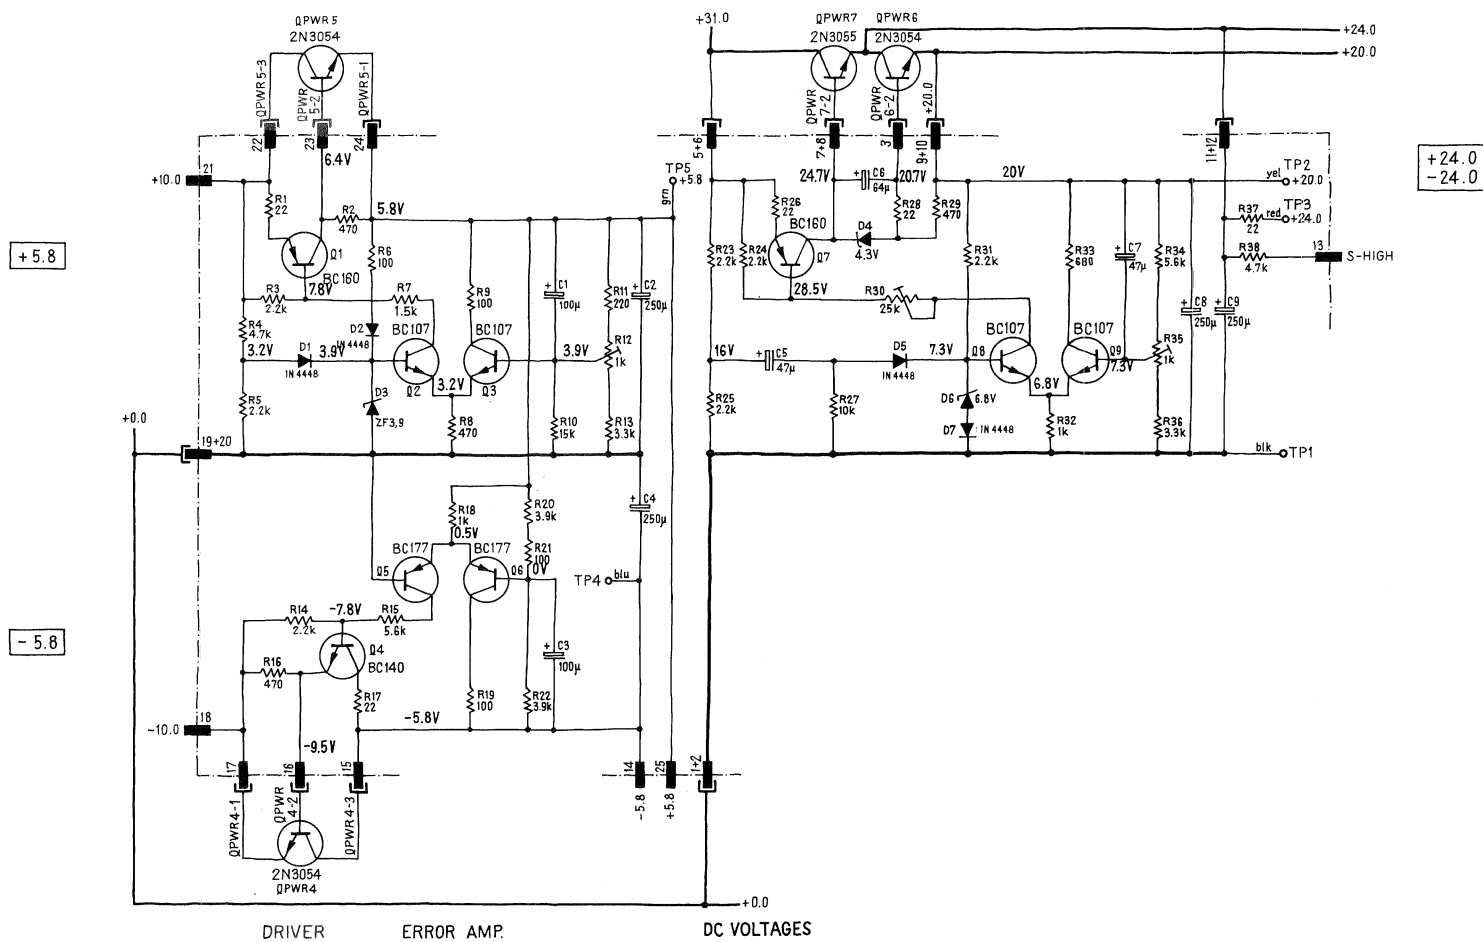 QPWR5
2N3054
QPWR5-3
QPWR
5-2
QPWR5-1
22
23
24
6.4V
21
+10.0
R1
22
R2
470
5.8V
Q1
BC160
R6
100
7.8V
R3
2.2k
R7
1.5k
R4
4.7k
3.2V
D1
1N4448
3.9V
D2
1N4448
BC107
Q2
BC107
Q3
3.2V
R9
100
C1
100µ
R11
220
C2
250µ
R12
1k
3.9V
D3
ZF3,9
R5
2.2k
R8
470
R10
15k
R13
3.3k
+0.0
19+20
TP5
+5.8
grn
+5.8
-5.8
R18
1k
0.5V
R20
3.9k
R21
100
0V
C4
250µ
BC177
Q5
BC177
Q6
TP4
blu
R14
2.2k
-7.8V
R15
5.6k
Q4
BC140
R16
470
R17
22
C3
100µ
R19
100
R22
3.9k
-10.0
18
-5.8V
-9.5V
17
16
15
14
25
1+2
-5.8
+5.8
QPWR4-1
QPWR
4-2
QPWR4-3
2N3054
QPWR4
+0.0
DRIVER
ERROR AMP.
DC VOLTAGES
+31.0
QPWR7
2N3055
QPWR6
2N3054
+24.0
+20.0
QPWR
7-2
QPWR
6-2
+20.0
5+6
7+8
3
9+10
11+12
24.7V
C6
64µ
20.7V
20V
yel
TP2
+20.0
TP3
red
+24.0
R37
22
R38
4.7k
13
S-HIGH
+24.0
-24.0
R26
22
BC160
Q7
R28
22
R29
470
D4
4.3V
R23
2.2k
R24
2.2k
28.5V
R30
25k
R31
2.2k
R33
680
C7
47µ
R34
5.6k
C8
250µ
C9
250µ
16V
C5
47µ
D5
1N4448
7.3V
Q8
BC107
BC107
Q9
7.3V
R35
1k
6.8V
D6
6.8V
D7
1N4448
R25
2.2k
R27
10k
R32
1k
R36
3.3k
blk
TP1